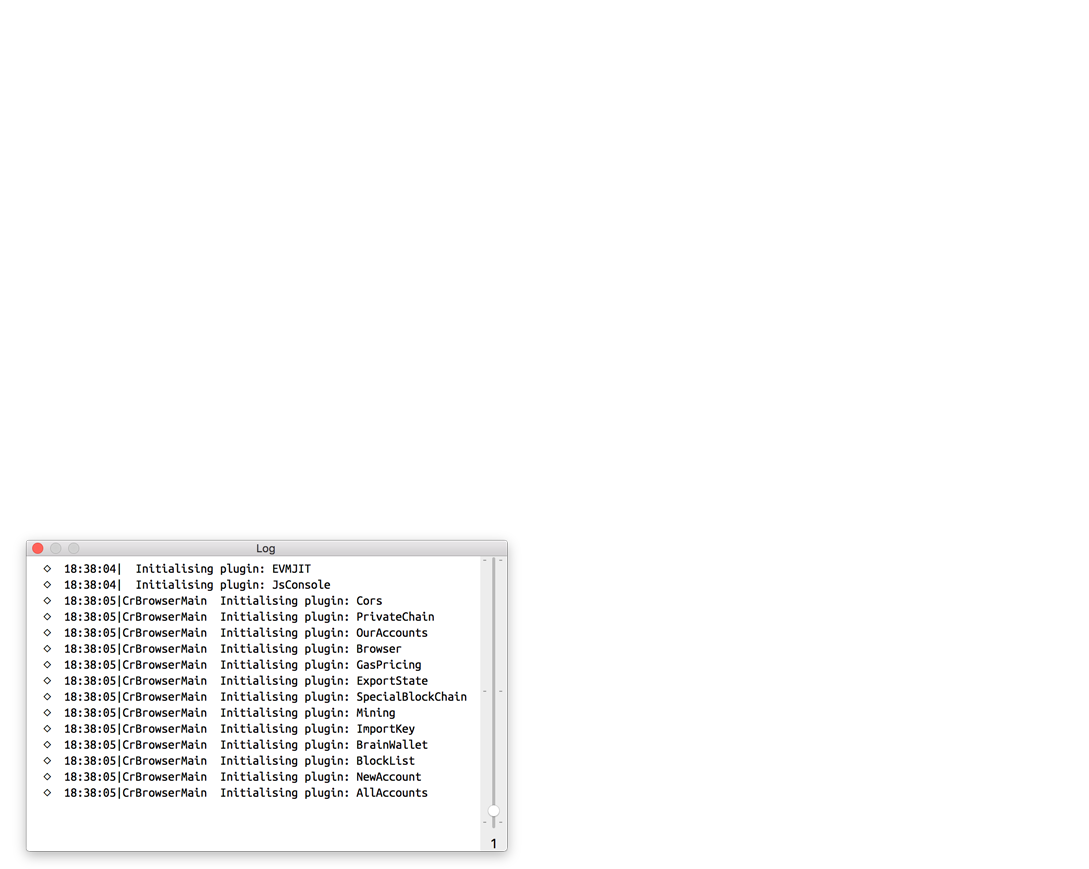 Log
◇ 18:38:04|  Initialising plugin: EVMJIT
◇ 18:38:04|  Initialising plugin: JsConsole
◇ 18:38:05|CrBrowserMain  Initialising plugin: Cors
◇ 18:38:05|CrBrowserMain  Initialising plugin: PrivateChain
◇ 18:38:05|CrBrowserMain  Initialising plugin: OurAccounts
◇ 18:38:05|CrBrowserMain  Initialising plugin: Browser
◇ 18:38:05|CrBrowserMain  Initialising plugin: GasPricing
◇ 18:38:05|CrBrowserMain  Initialising plugin: ExportState
◇ 18:38:05|CrBrowserMain  Initialising plugin: SpecialBlockChain
◇ 18:38:05|CrBrowserMain  Initialising plugin: Mining
◇ 18:38:05|CrBrowserMain  Initialising plugin: ImportKey
◇ 18:38:05|CrBrowserMain  Initialising plugin: BrainWallet
◇ 18:38:05|CrBrowserMain  Initialising plugin: BlockList
◇ 18:38:05|CrBrowserMain  Initialising plugin: NewAccount
◇ 18:38:05|CrBrowserMain  Initialising plugin: AllAccounts
1